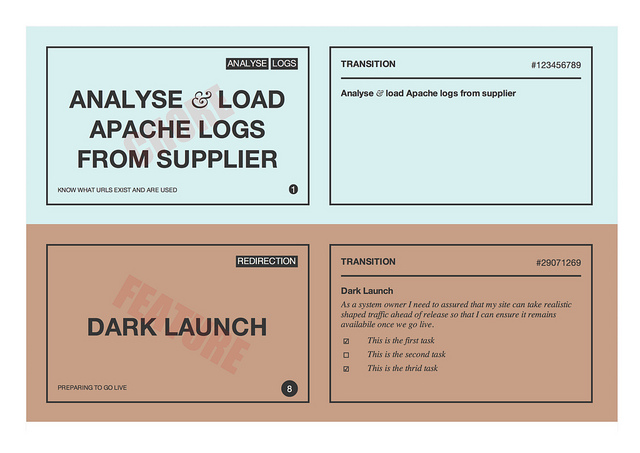 ANALYSE LOGS
CHORE
ANALYSE & LOAD
APACHE LOGS
FROM SUPPLIER
KNOW WHAT URLS EXIST AND ARE USED
1
TRANSITION
#123456789
Analyse & load Apache logs from supplier
REDIRECTION
FEATURE
DARK LAUNCH
PREPARING TO GO LIVE
8
TRANSITION
#29071269
Dark Launch
As a system owner I need to assured that my site can take realistic
shaped traffic ahead of release so that I can ensure it remains
availabile once we go live.
This is the first task
This is the second task
This is the thrid task